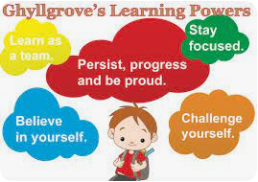 Ghyllgrove's Learning Powers
Learn as
a team.
Stay
focused.
Persist, progress
and be proud.
Believe
in yourself.
Challenge
yourself.